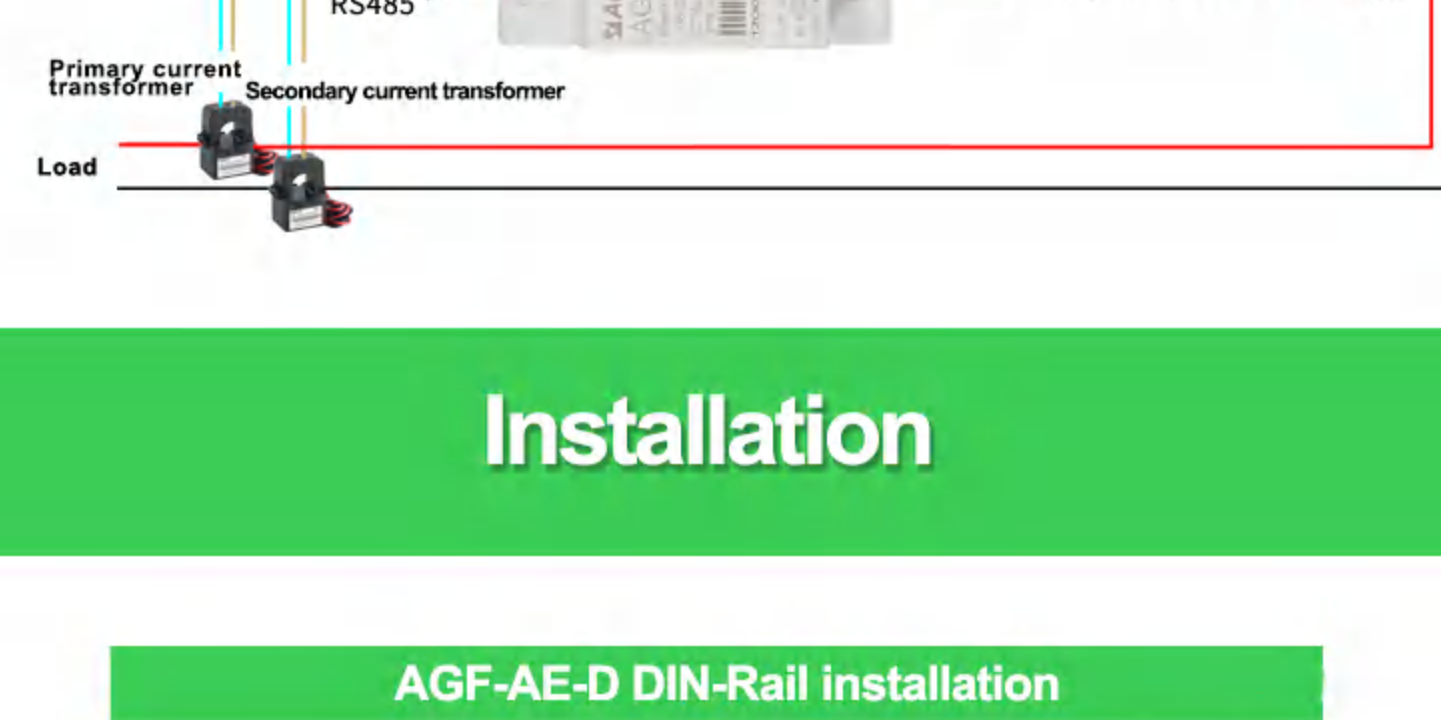 RS485
Primary current
transformer
Secondary current transformer
Load
Installation
AGF-AE-D DIN-Rail installation